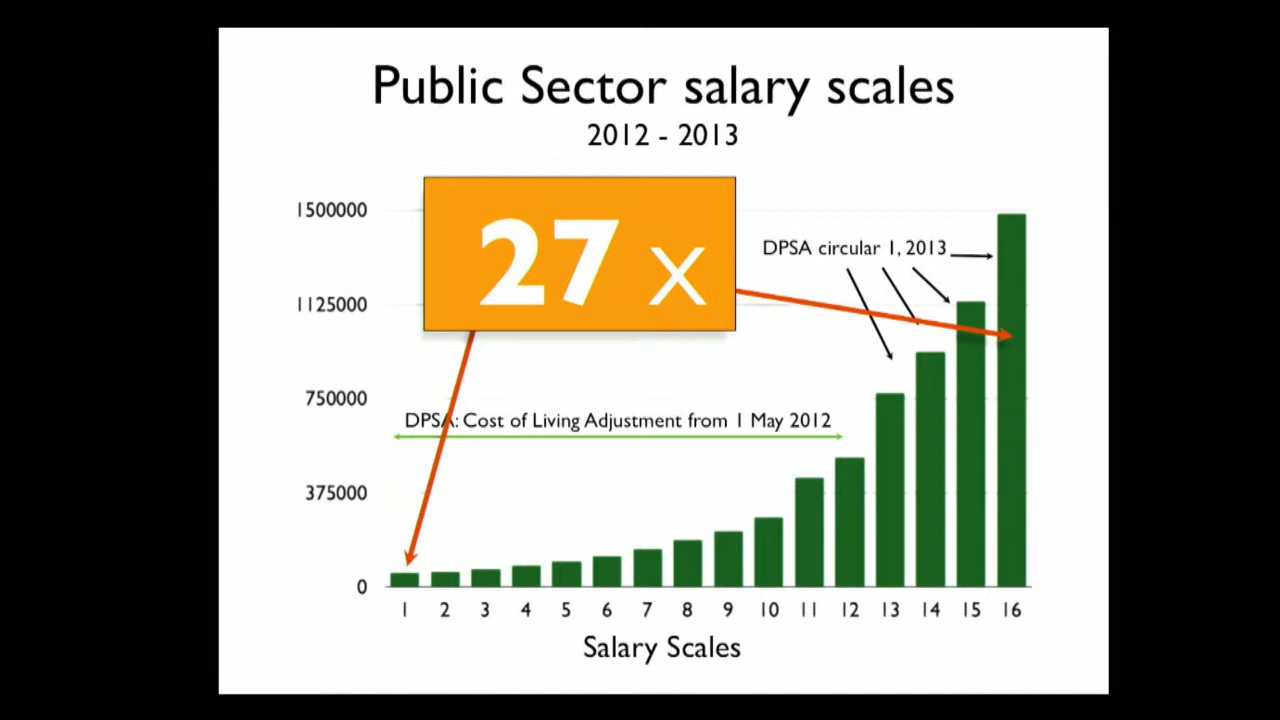 Public Sector salary scales
2012 - 2013
27 x
1500000
1125000
750000
375000
0
DPSA circular 1, 2013
DPSA: Cost of Living Adjustment from 1 May 2012
1 2 3 4 5 6 7 8 9 10 11 12 13 14 15 16
Salary Scales